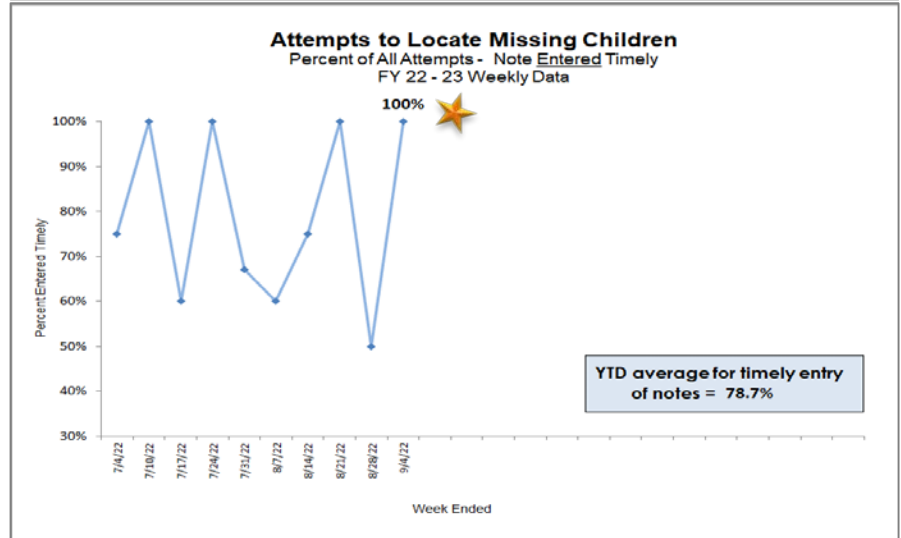 Attempts to Locate Missing Children
Percent of All Attempts - Note Entered Timely
FY 22 - 23 Weekly Data
100%
100%
90%
80%
70%
60%
50%
40%
30%
Percent Entered Timely
YTD average for timely entry
of notes = 78.7%
7/4/22
7/10/22
7/17/22
7/24/22
7/31/22
8/7/22
8/14/22
8/21/22
8/28/22
9/4/22
Week Ended